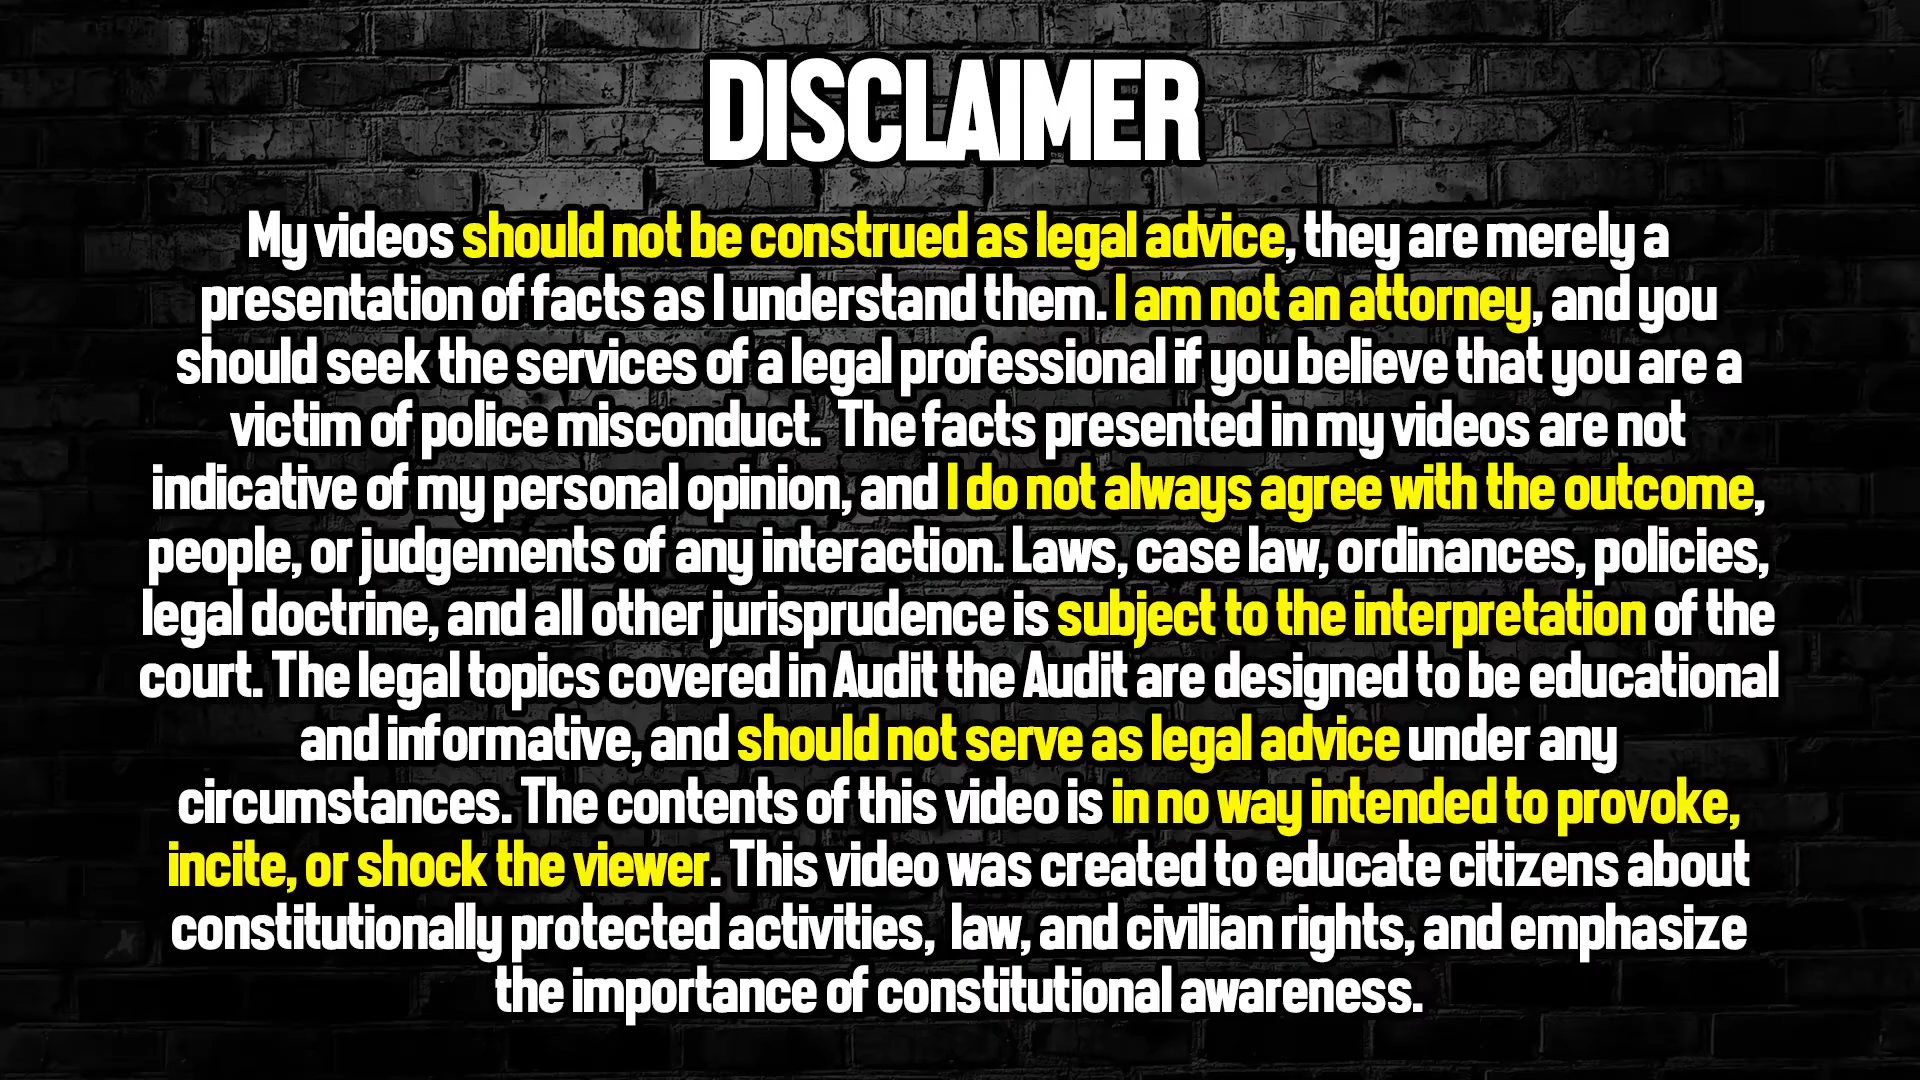 DISCLAIMER
My videos should not be construed as legal advice, they are merely a
presentation of facts as I understand them. I am not an attorney, and you
should seek the services of a legal professional if you believe that you are a
victim of police misconduct.  The facts presented in my videos are not
indicative of my personal opinion, and I do not always agree with the outcome,
people, or judgements of any interaction. Laws, case law, ordinances, policies,
legal doctrine, and all other jurisprudence is subject to the interpretation of the
court. The legal topics covered in Audit the Audit are designed to be educational
and informative, and should not serve as legal advice under any
circumstances. The contents of this video is in no way intended to provoke,
incite, or shock the viewer. This video was created to educate citizens about
constitutionally protected activities,  law, and civilian rights, and emphasize
the importance of constitutional awareness.